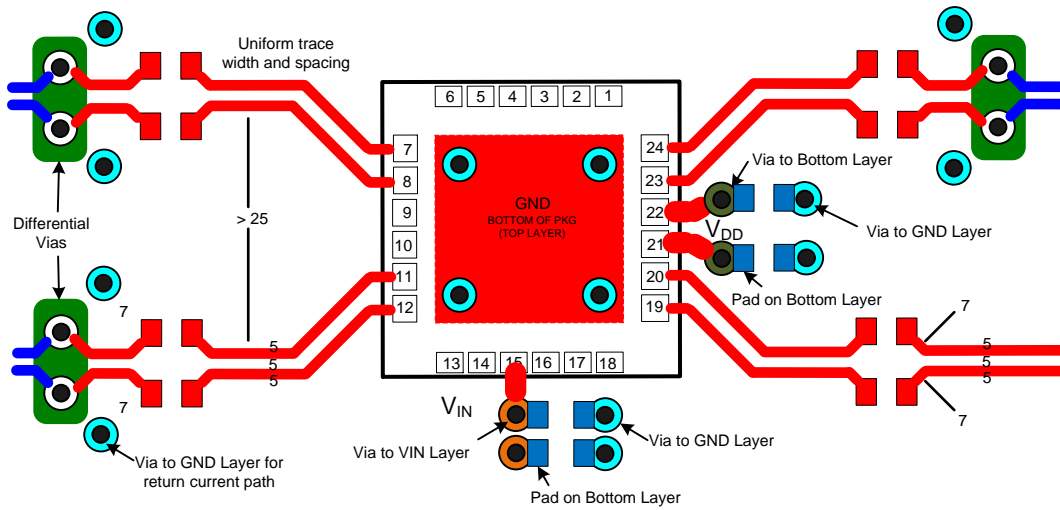 Uniform trace
width and spacing
6 5 4 3 2 1
7
8
9
10
11
12
24
23
22
21
20
19
GND
BOTTOM OF PKG
(TOP LAYER)
Via to Bottom Layer
VDD
Via to GND Layer
Pad on Bottom Layer
Differential
Vias
> 25
7
5
5
5
7
7
5
5
5
7
13 14 15 16 17 18
VIN
Via to VIN Layer
Via to GND Layer
Pad on Bottom Layer
Via to GND Layer for
return current path